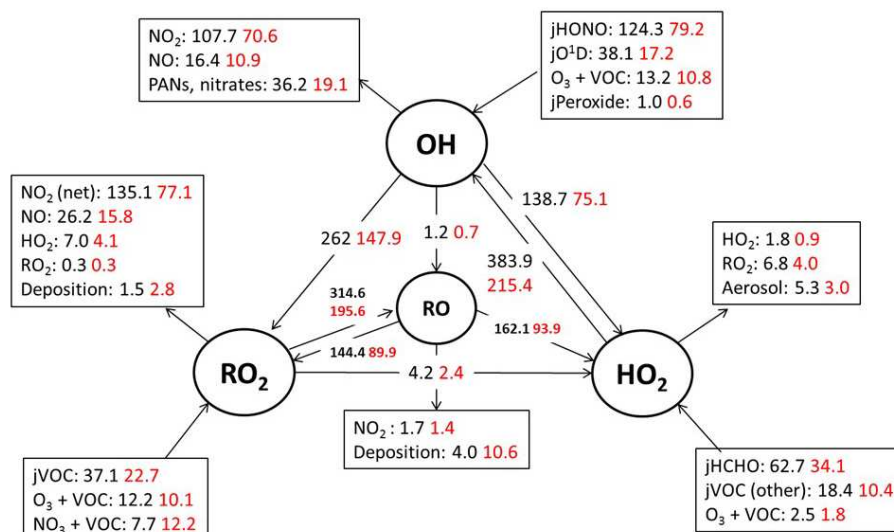 NO₂: 107.7 70.6
NO: 16.4 10.9
PANs, nitrates: 36.2 19.1
jHONO: 124.3 79.2
jO¹D: 38.1 17.2
O₃ + VOC: 13.2 10.8
jPeroxide: 1.0 0.6
OH
NO₂ (net): 135.1 77.1
NO: 26.2 15.8
HO₂: 7.0 4.1
RO₂: 0.3 0.3
Deposition: 1.5 2.8
262 147.9
1.2 0.7
138.7 75.1
383.9
215.4
HO₂: 1.8 0.9
RO₂: 6.8 4.0
Aerosol: 5.3 3.0
314.6
195.6
RO
144.4 89.9
162.1 93.9
RO₂
4.2 2.4
HO₂
NO₂ : 1.7 1.4
Deposition: 4.0 10.6
jVOC: 37.1 22.7
O₃ + VOC: 12.2 10.1
NO₃ + VOC: 7.7 12.2
jHCHO: 62.7 34.1
jVOC (other): 18.4 10.4
O₃ + VOC: 2.5 1.8